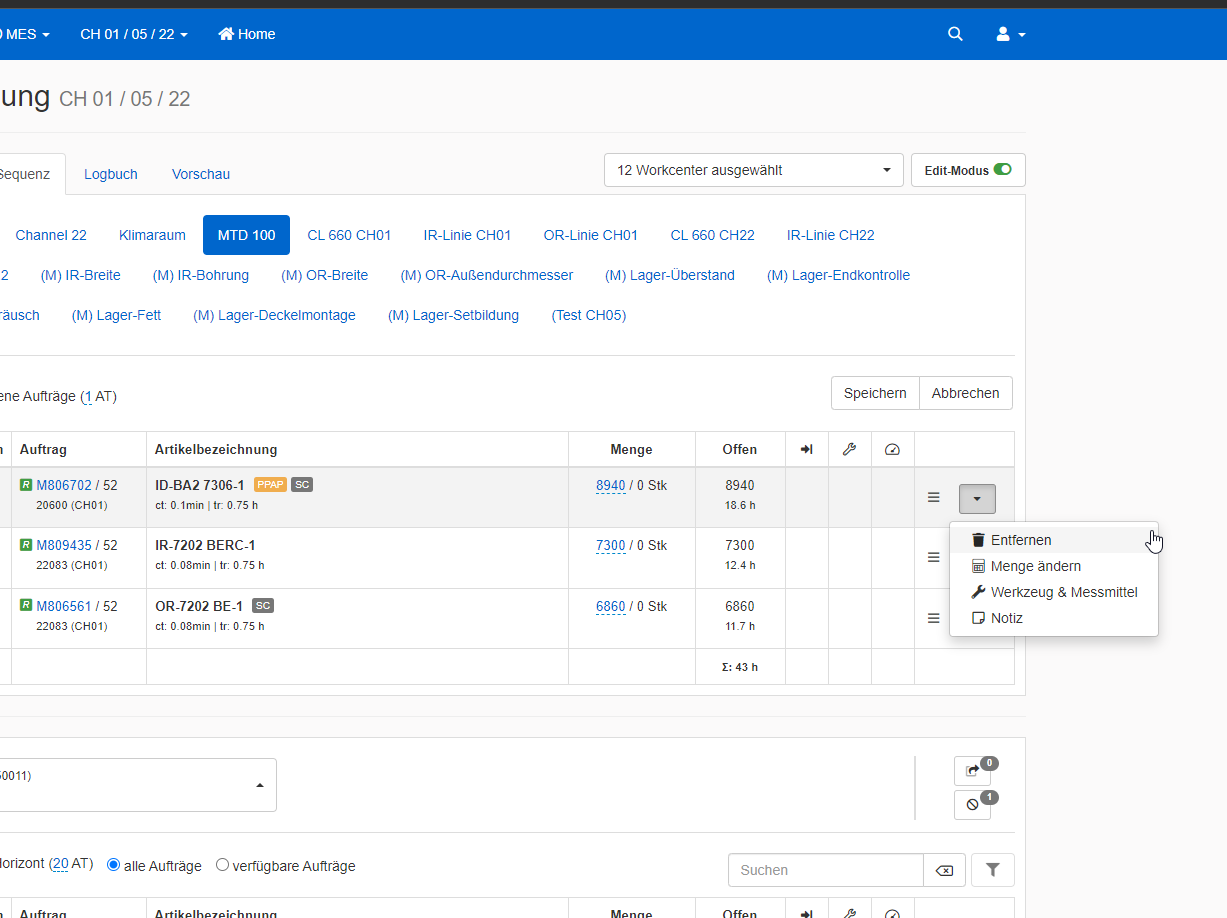 MES CH 01 / 05 / 22 Home
ung CH 01 / 05 / 22
Sequenz Logbuch Vorschau 12 Workcenter ausgewählt Edit-Modus
Channel 22 Klimaraum MTD 100 CL 660 CH01 IR-Linie CH01 OR-Linie CH01 CL 660 CH22 IR-Linie CH22
2 (M) IR-Breite (M) IR-Bohrung (M) OR-Breite (M) OR-Außendurchmesser (M) Lager-Überstand (M) Lager-Endkontrolle
räusch (M) Lager-Fett (M) Lager-Deckelmontage (M) Lager-Setbildung (Test CH05)
ene Aufträge (1 AT) Speichern Abbrechen
n Auftrag Artikelbezeichnung Menge Offen
R M806702 / 52 ID-BA2 7306-1 PPAP SC 8940 / 0 Stk 8940
20600 (CH01) ct: 0.1min | tr: 0.75 h 18.6 h
Entfernen
R M809435 / 52 IR-7202 BERC-1 7300 / 0 Stk 7300
22083 (CH01) ct: 0.08min | tr: 0.75 h 12.4 h
Menge ändern
Werkzeug & Messmittel
R M806561 / 52 OR-7202 BE-1 SC 6860 / 0 Stk 6860
Notiz
22083 (CH01) ct: 0.08min | tr: 0.75 h 11.7 h
Σ: 43 h
0011)
0
1
orizont (20 AT) alle Aufträge verfügbare Aufträge Suchen
Auftrag Artikelbezeichnung Menge Offen